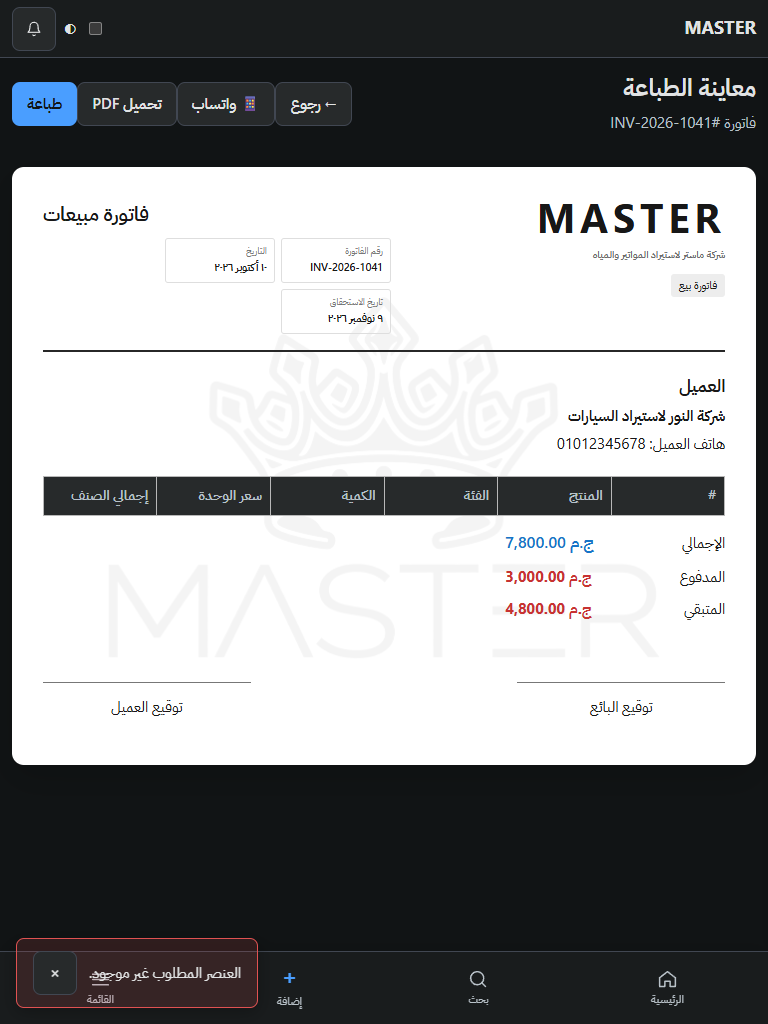 MASTER
معاينة الطباعة
فاتورة #INV-2026-1041
← رجوع
واتساب
تحميل PDF
طباعة
MASTER
شركة ماستر لاستيراد المواتير والمياه
فاتورة بيع
فاتورة مبيعات
رقم الفاتورة
INV-2026-1041
التاريخ
١٠ أكتوبر ٢٠٢٦
تاريخ الاستحقاق
٩ نوفمبر ٢٠٢٦
العميل
شركة النور لاستيراد السيارات
هاتف العميل: 01012345678
# المنتج الفئة الكمية سعر الوحدة إجمالي الصنف
الإجمالي ج.م 7,800.00
المدفوع ج.م 3,000.00
المتبقي ج.م 4,800.00
MASTER
توقيع البائع
توقيع العميل
العنصر المطلوب غير موجود.
×
الرئيسية
بحث
إضافة
القائمة